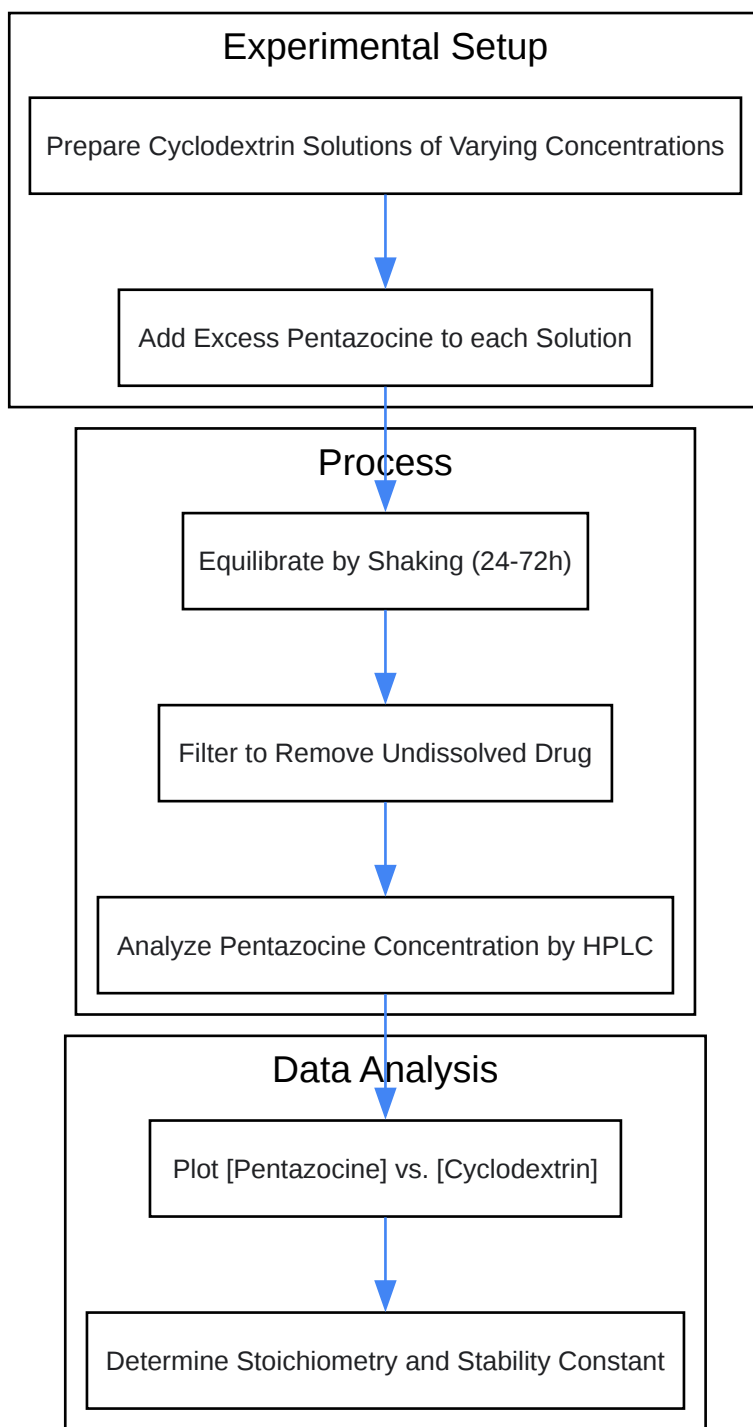 Experimental Setup
Prepare Cyclodextrin Solutions of Varying Concentrations
Add Excess Pentazocine to each Solution
Process
Equilibrate by Shaking (24-72h)
Filter to Remove Undissolved Drug
Analyze Pentazocine Concentration by HPLC
Data Analysis
Plot [Pentazocine] vs. [Cyclodextrin]
Determine Stoichiometry and Stability Constant